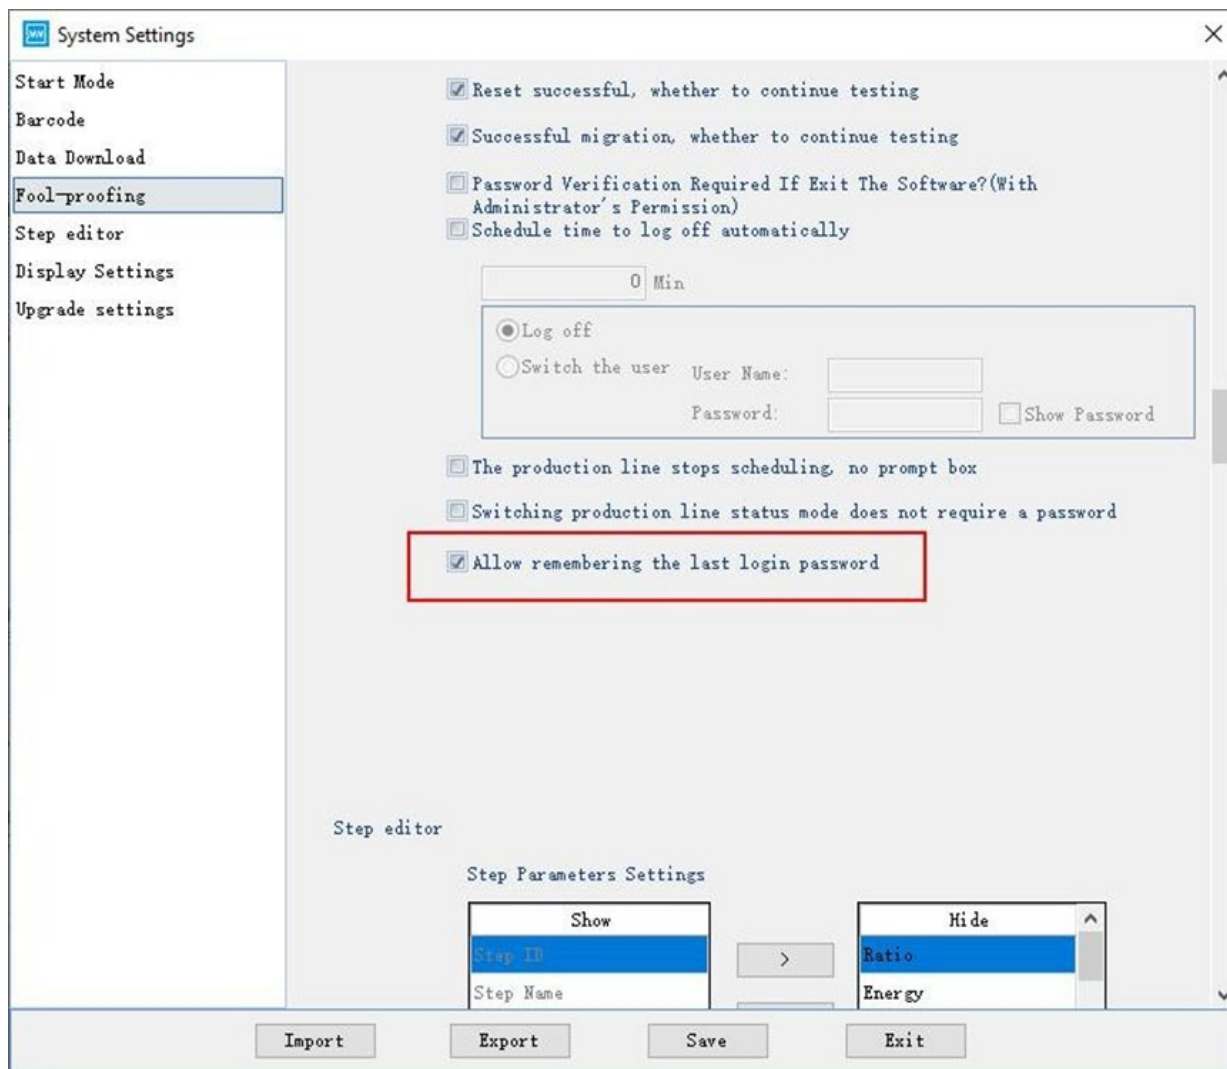 System Settings
Start Mode
Barcode
Data Download
Fool-proofing
Step editor
Display Settings
Upgrade settings
Reset successful, whether to continue testing
Successful migration, whether to continue testing
Password Verification Required If Exit The Software?(With
Administrator's Permission)
Schedule time to log off automatically
0 Min
Log off
Switch the user
User Name:
Password:
Show Password
The production line stops scheduling, no prompt box
Switching production line status mode does not require a password
Allow remembering the last login password
Step editor
Step Parameters Settings
Show
Step ID
Step Name
>
Hide
Ratio
Energy
Import
Export
Save
Exit